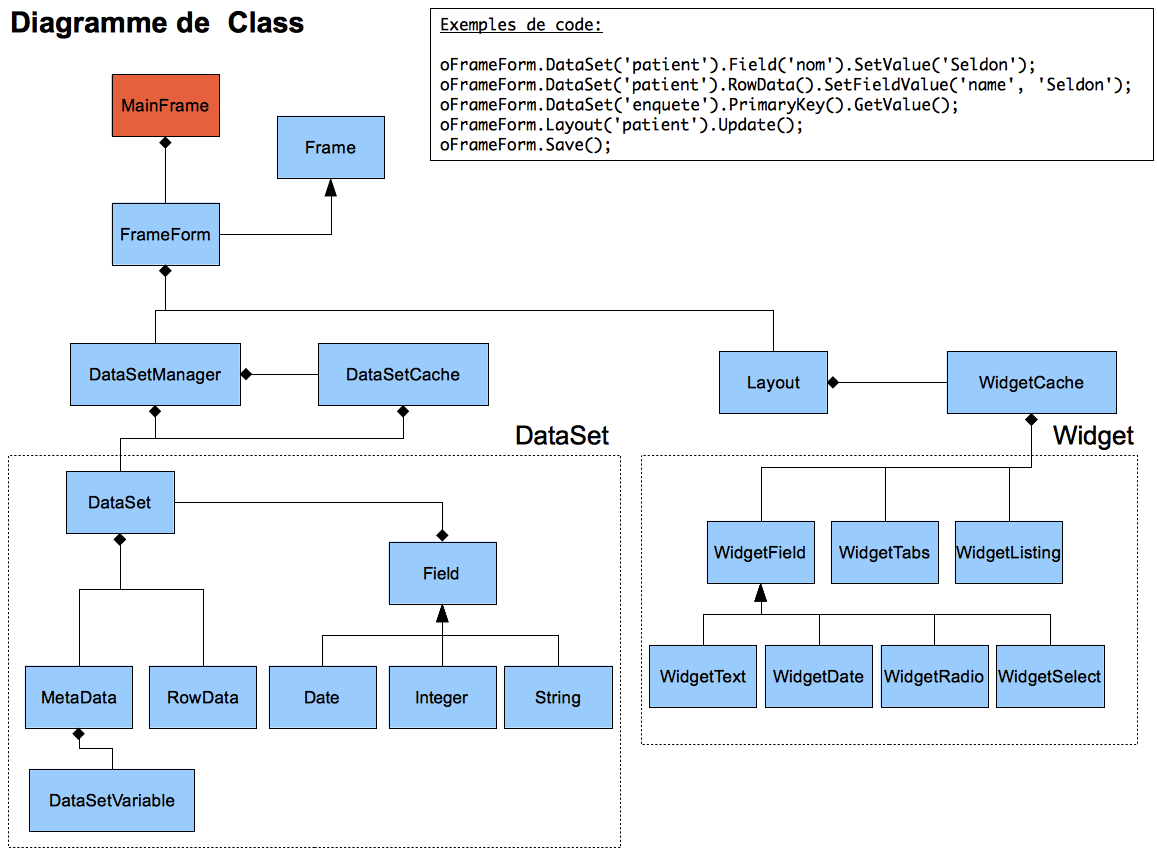 Diagramme de  Class
Exemples de code:
oFrameForm.DataSet('patient').Field('nom').SetValue('Seldon');
oFrameForm.DataSet('patient').RowData().SetFieldValue('name', 'Seldon');
oFrameForm.DataSet('enquete').PrimaryKey().GetValue();
oFrameForm.Layout('patient').Update();
oFrameForm.Save();
MainFrame
Frame
FrameForm
DataSetManager
DataSetCache
Layout
WidgetCache
DataSet
Widget
DataSet
Field
WidgetField
WidgetTabs
WidgetListing
MetaData
RowData
Date
Integer
String
WidgetText
WidgetDate
WidgetRadio
WidgetSelect
DataSetVariable